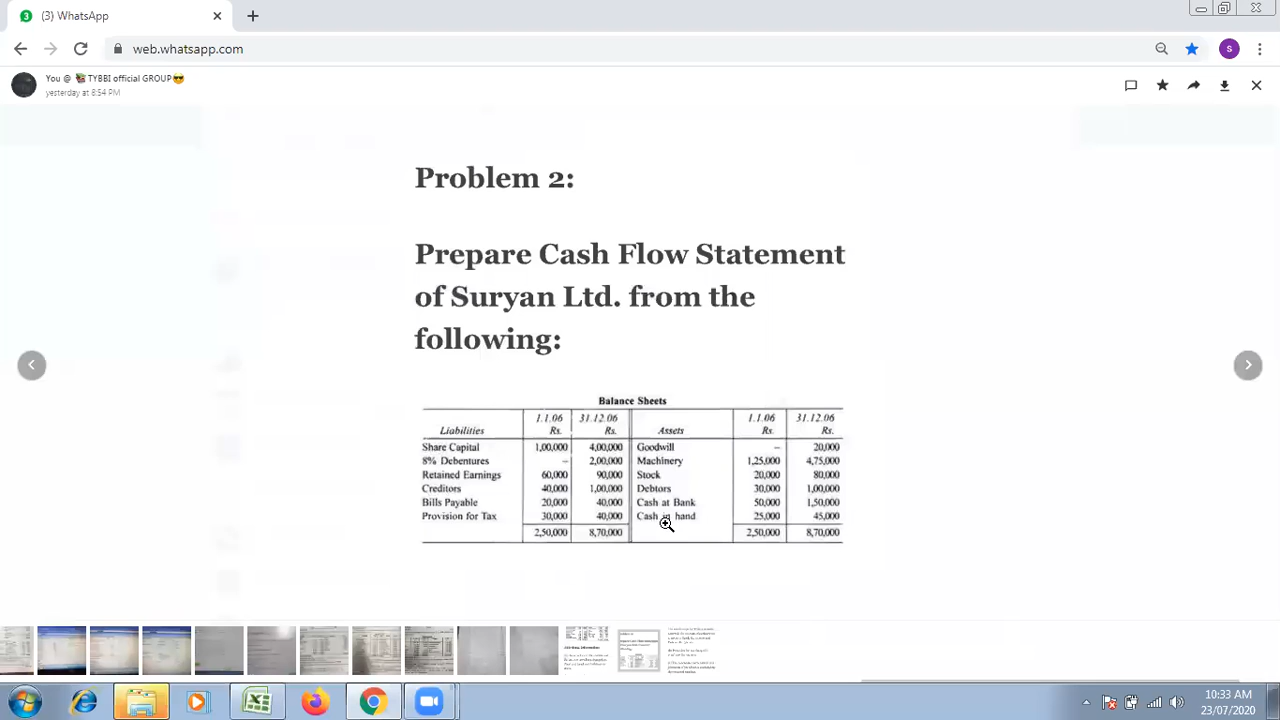 (3) WhatsApp
web.whatsapp.com
S
You @ TYBBI official GROUP
yesterday at 8:54 PM
Problem 2:
Prepare Cash Flow Statement
of Suryan Ltd. from the
following:
Balance Sheets
Liabilities 1.1.06 Rs. 31.12.06 Rs. Assets 1.1.06 Rs. 31.12.06 Rs.
Share Capital 1,00,000 4,00,000 Goodwill – 20,000
8% Debentures – 2,00,000 Machinery 1,25,000 4,75,000
Retained Earnings 60,000 90,000 Stock 20,000 80,000
Creditors 40,000 1,00,000 Debtors 30,000 1,00,000
Bills Payable 20,000 40,000 Cash at Bank 50,000 1,50,000
Provision for Tax 30,000 40,000 Cash in hand 25,000 45,000
2,50,000 8,70,000 2,50,000 8,70,000
10:33 AM
23/07/2020